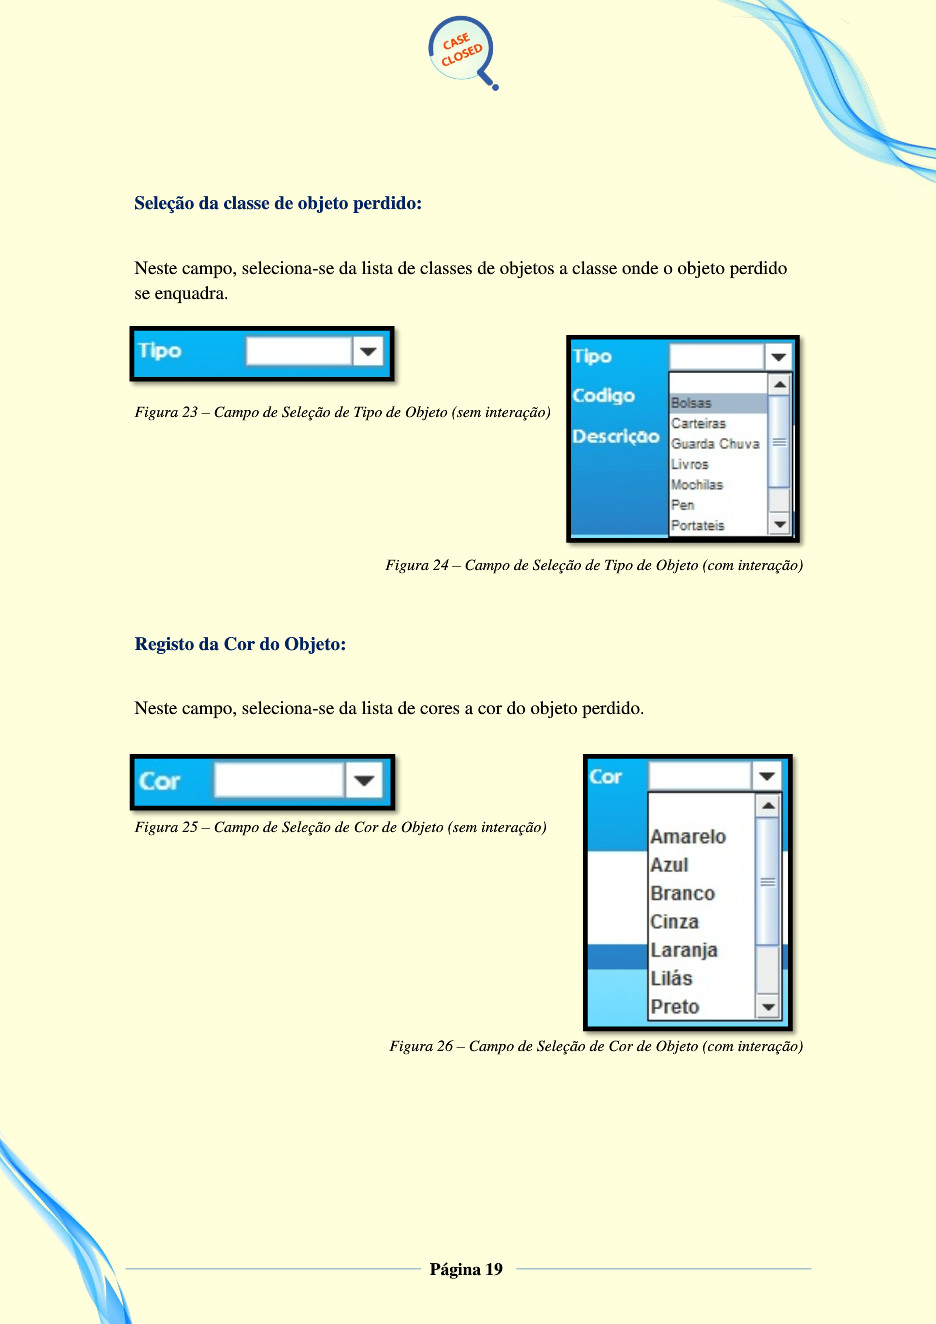 CASE
CLOSED
Seleção da classe de objeto perdido:
Neste campo, seleciona-se da lista de classes de objetos a classe onde o objeto perdido
se enquadra.
Tipo
Figura 23 – Campo de Seleção de Tipo de Objeto (sem interação)
Tipo
Codigo
Descrição
Bolsas
Carteiras
Guarda Chuva
Livros
Mochilas
Pen
Portateis
Figura 24 – Campo de Seleção de Tipo de Objeto (com interação)
Registo da Cor do Objeto:
Neste campo, seleciona-se da lista de cores a cor do objeto perdido.
Cor
Figura 25 – Campo de Seleção de Cor de Objeto (sem interação)
Cor
Amarelo
Azul
Branco
Cinza
Laranja
Lilás
Preto
Figura 26 – Campo de Seleção de Cor de Objeto (com interação)
Página 19